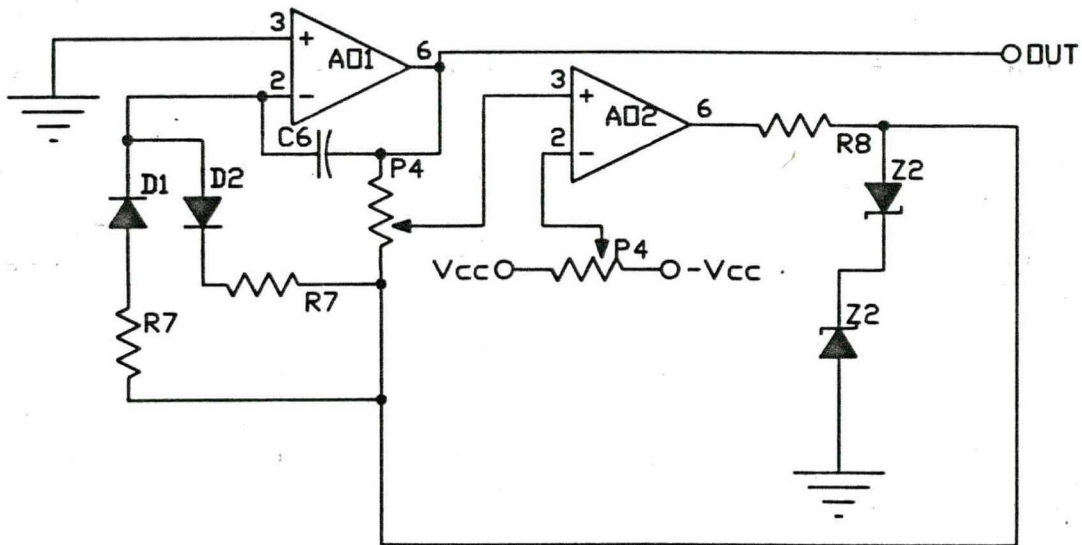 3
+
AO1
6
2
-
OUT
3
+
AO2
6
2
-
C6
P4
R8
Z2
D1
D2
P4
Vcc
-Vcc
R7
R7
Z2